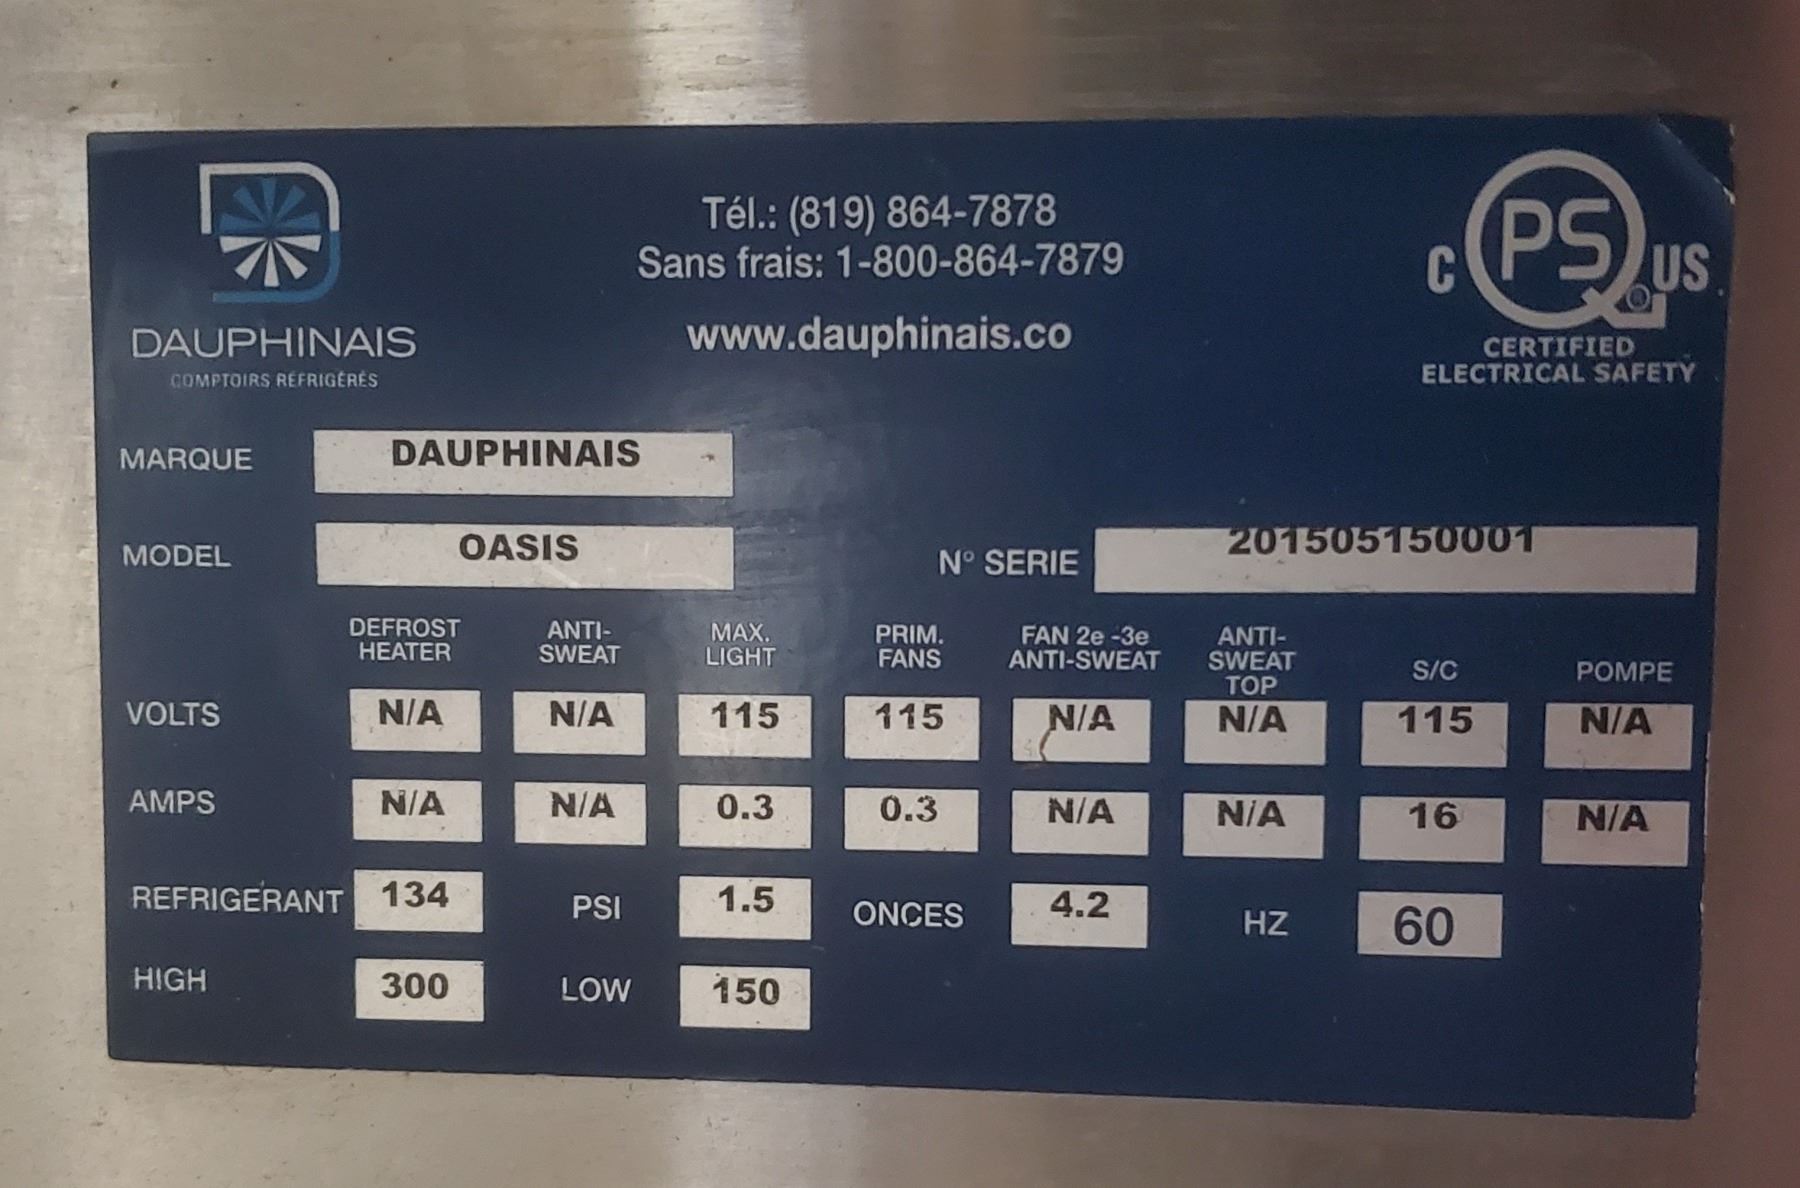 DAUPHINAIS
COMPTOIRS RÉFRIGÉRÉS
Tél.: (819) 864-7878
Sans frais: 1-800-864-7879
www.dauphinais.co
C PS US
®
CERTIFIED
ELECTRICAL SAFETY
MARQUE DAUPHINAIS
MODEL OASIS N° SERIE 201505150001
DEFROST HEATER ANTI-SWEAT MAX. LIGHT PRIM. FANS FAN 2e -3e ANTI-SWEAT ANTI-SWEAT TOP S/C POMPE
VOLTS N/A N/A 115 115 N/A N/A 115 N/A
AMPS N/A N/A 0.3 0.3 N/A N/A 16 N/A
REFRIGÉRANT 134 PSI 1.5 ONCES 4.2 HZ 60
HIGH 300 LOW 150